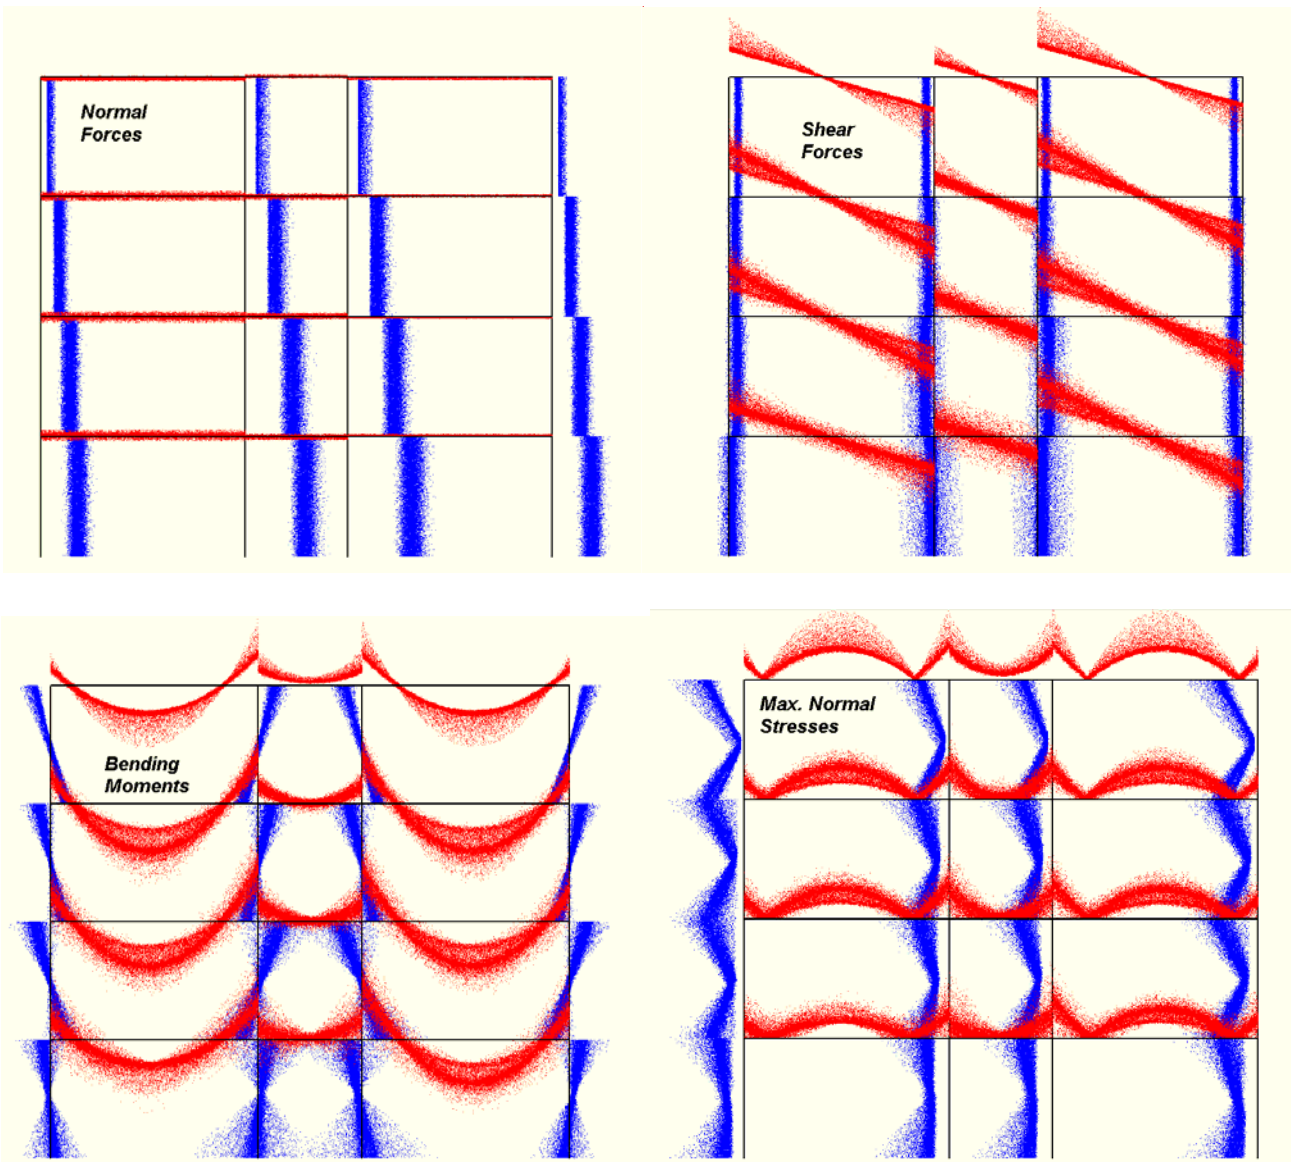 Normal
Forces
Shear
Forces
Bending
Moments
Max. Normal
Stresses